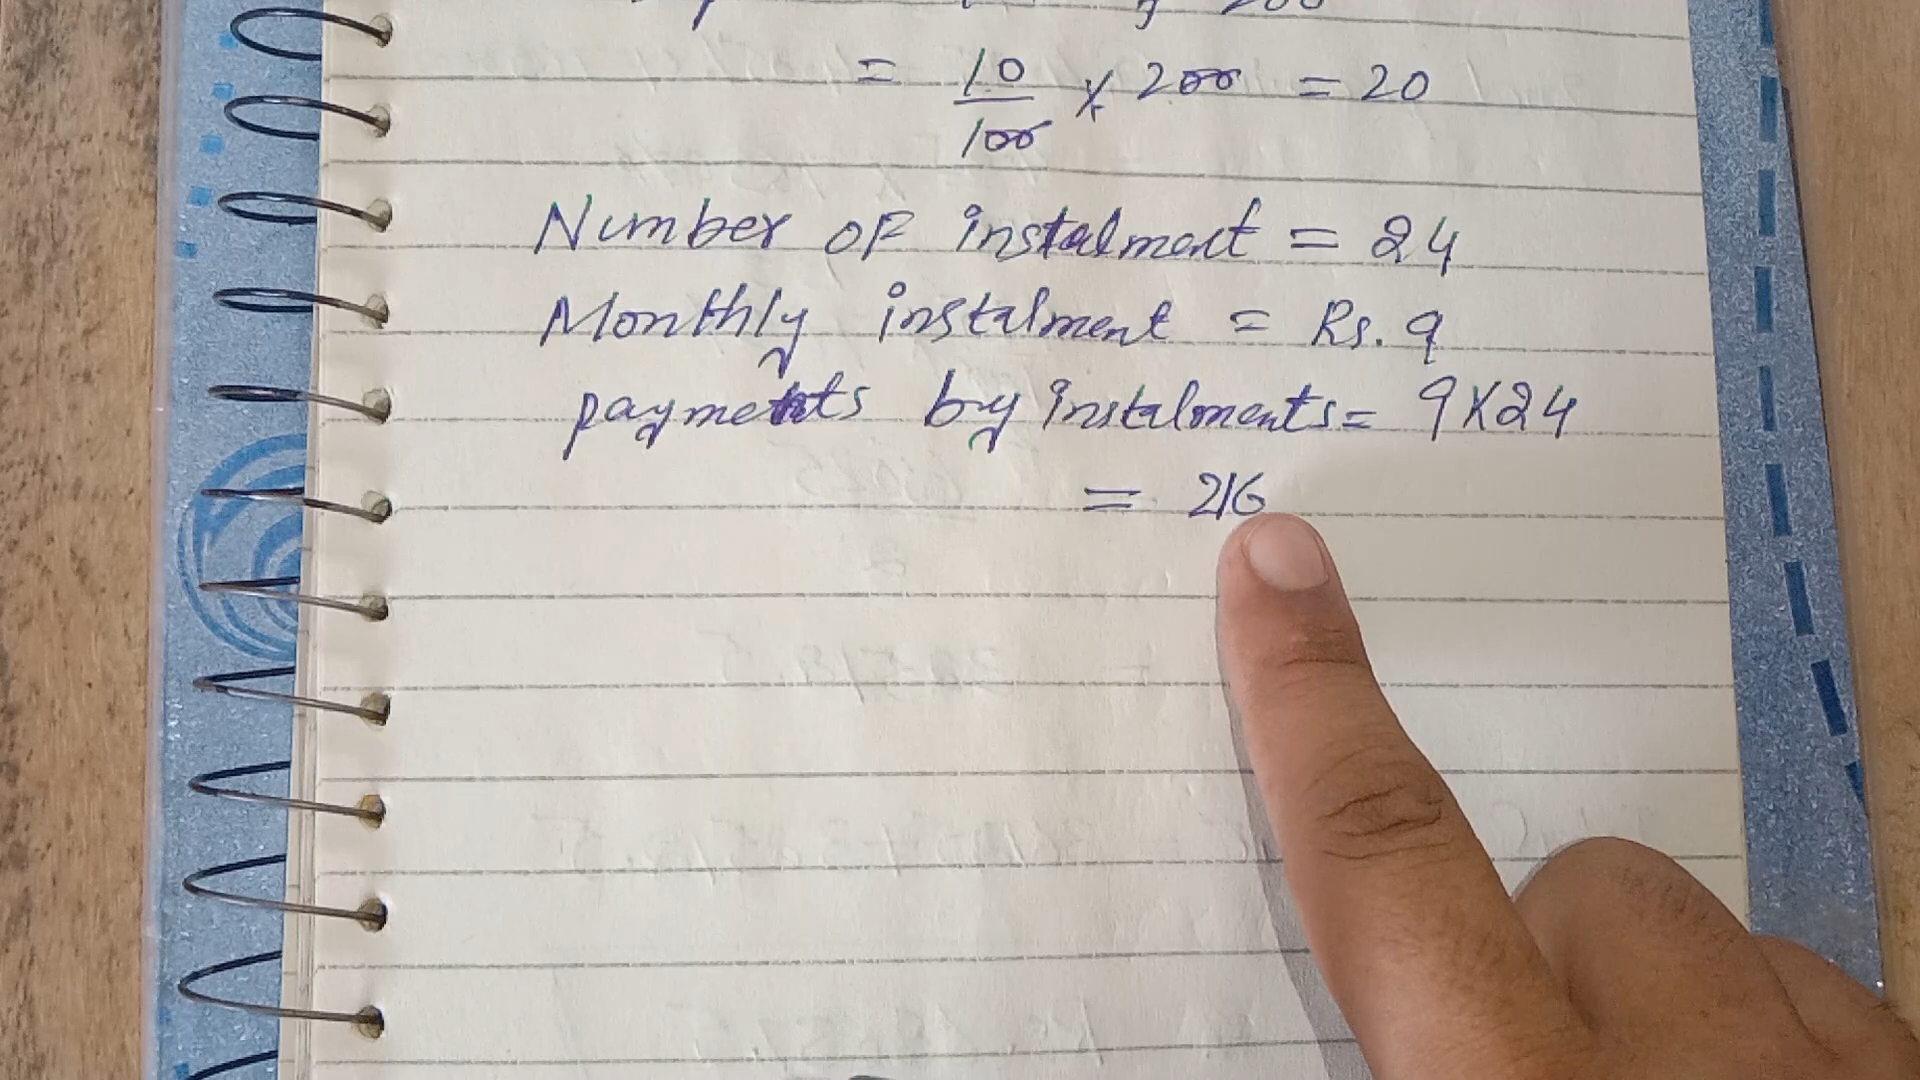 = 10/100 × 200 = 20
Number of instalment = 24
Monthly instalment = Rs. 9
payments by instalments = 9×24
= 216